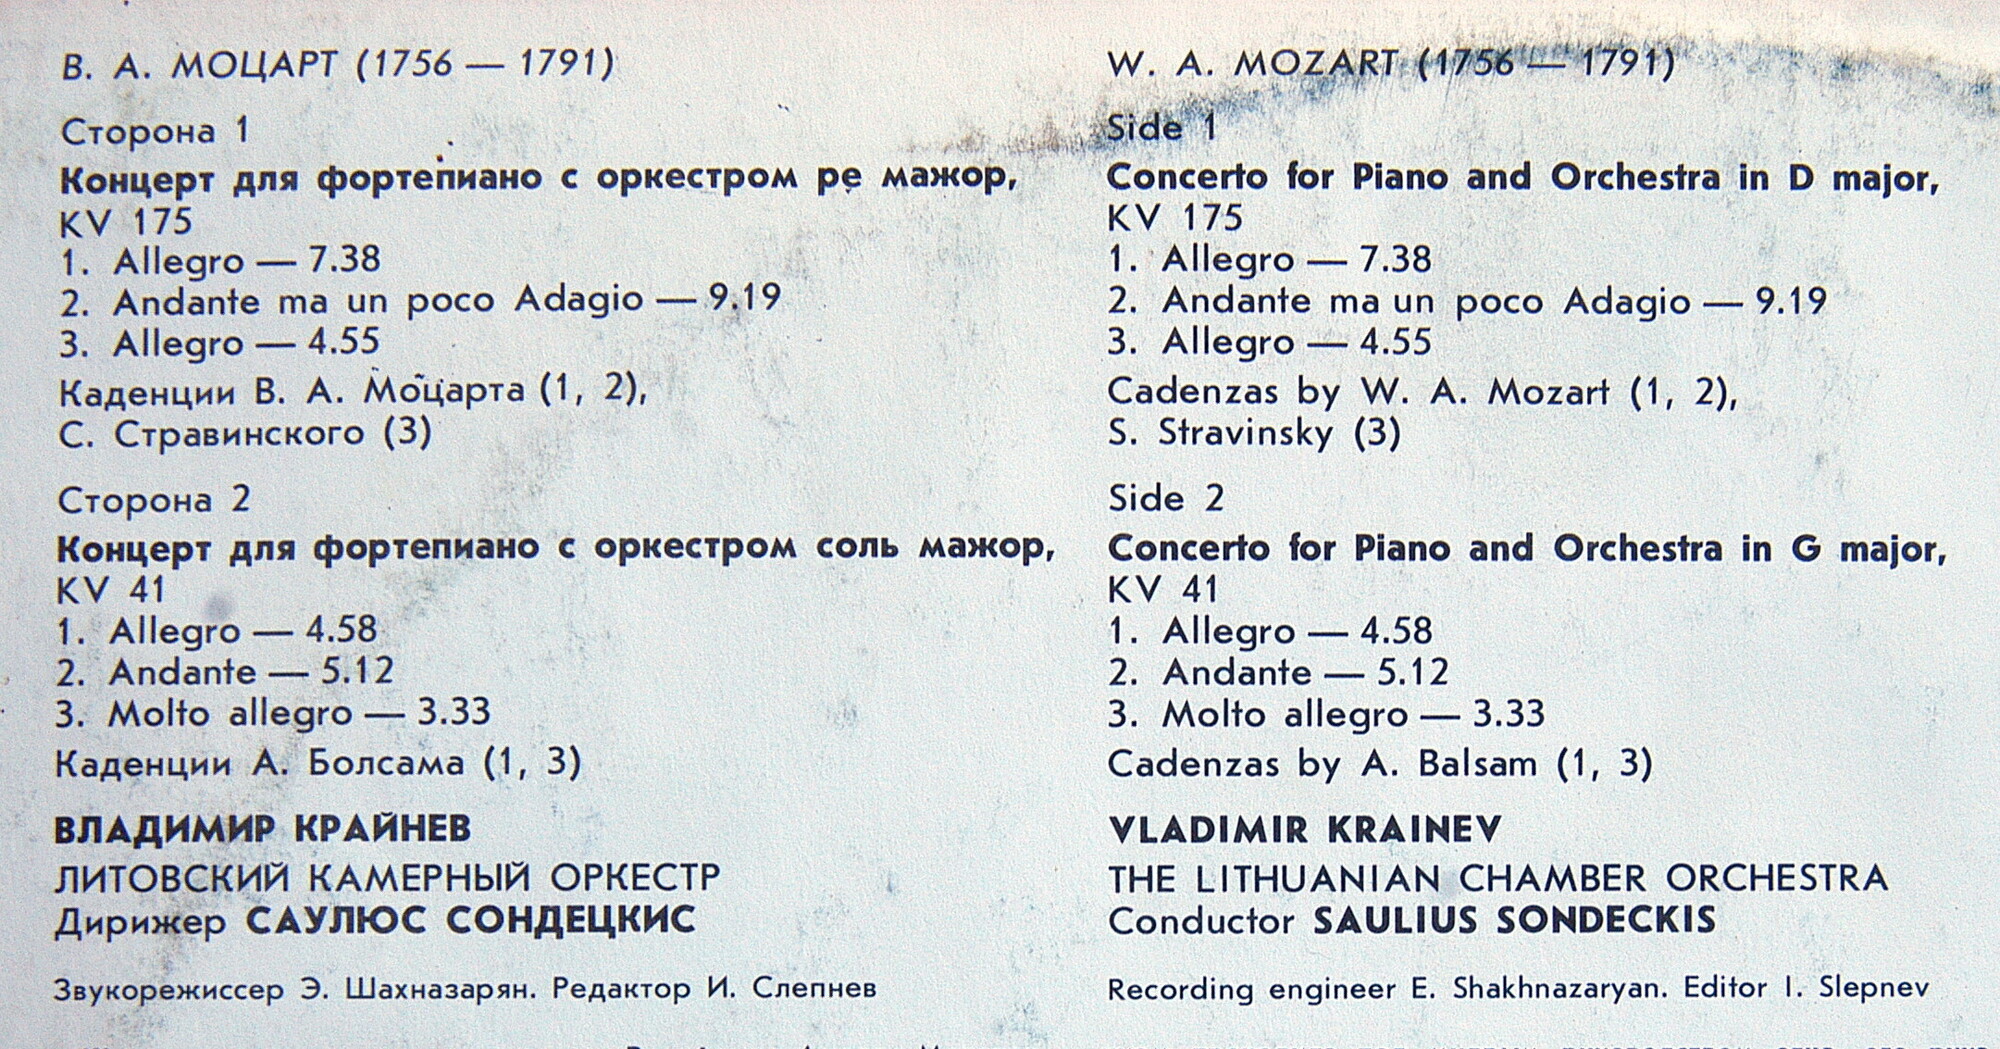 В. А. МОЦАРТ (1756 — 1791)
Сторона 1
Концерт для фортепиано с оркестром ре мажор,
KV 175
1. Allegro — 7.38
2. Andante ma un poco Adagio — 9.19
3. Allegro — 4.55
Каденции В. А. Моцарта (1, 2),
С. Стравинского (3)
Сторона 2
Концерт для фортепиано с оркестром соль мажор,
KV 41
1. Allegro — 4.58
2. Andante — 5.12
3. Molto allegro — 3.33
Каденции А. Болсама (1, 3)
ВЛАДИМИР КРАЙНЕВ
ЛИТОВСКИЙ КАМЕРНЫЙ ОРКЕСТР
Дирижер САУЛЮС СОНДЕЦКИС
Звукорежиссер Э. Шахназарян. Редактор И. Слепнев
W. A. MOZART (1756 — 1791)
Side 1
Concerto for Piano and Orchestra in D major,
KV 175
1. Allegro — 7.38
2. Andante ma un poco Adagio — 9.19
3. Allegro — 4.55
Cadenzas by W. A. Mozart (1, 2),
S. Stravinsky (3)
Side 2
Concerto for Piano and Orchestra in G major,
KV 41
1. Allegro — 4.58
2. Andante — 5.12
3. Molto allegro — 3.33
Cadenzas by A. Balsam (1, 3)
VLADIMIR KRAINEV
THE LITHUANIAN CHAMBER ORCHESTRA
Conductor SAULIUS SONDECKIS
Recording engineer E. Shakhnazaryan. Editor I. Slepnev